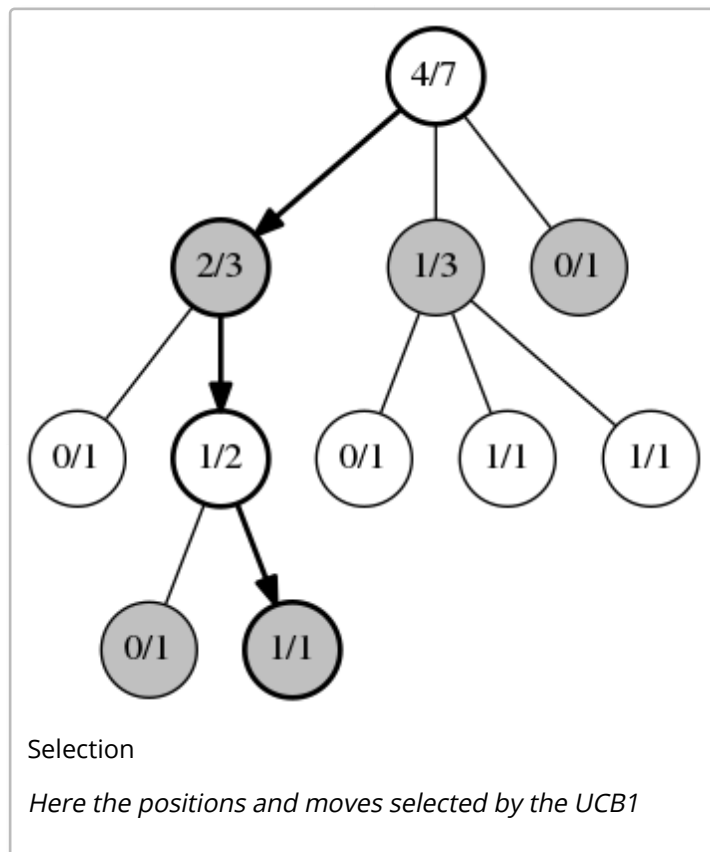 4/7
2/3 1/3 0/1
0/1 1/2 0/1 1/1 1/1
0/1 1/1
Selection
Here the positions and moves selected by the UCB1